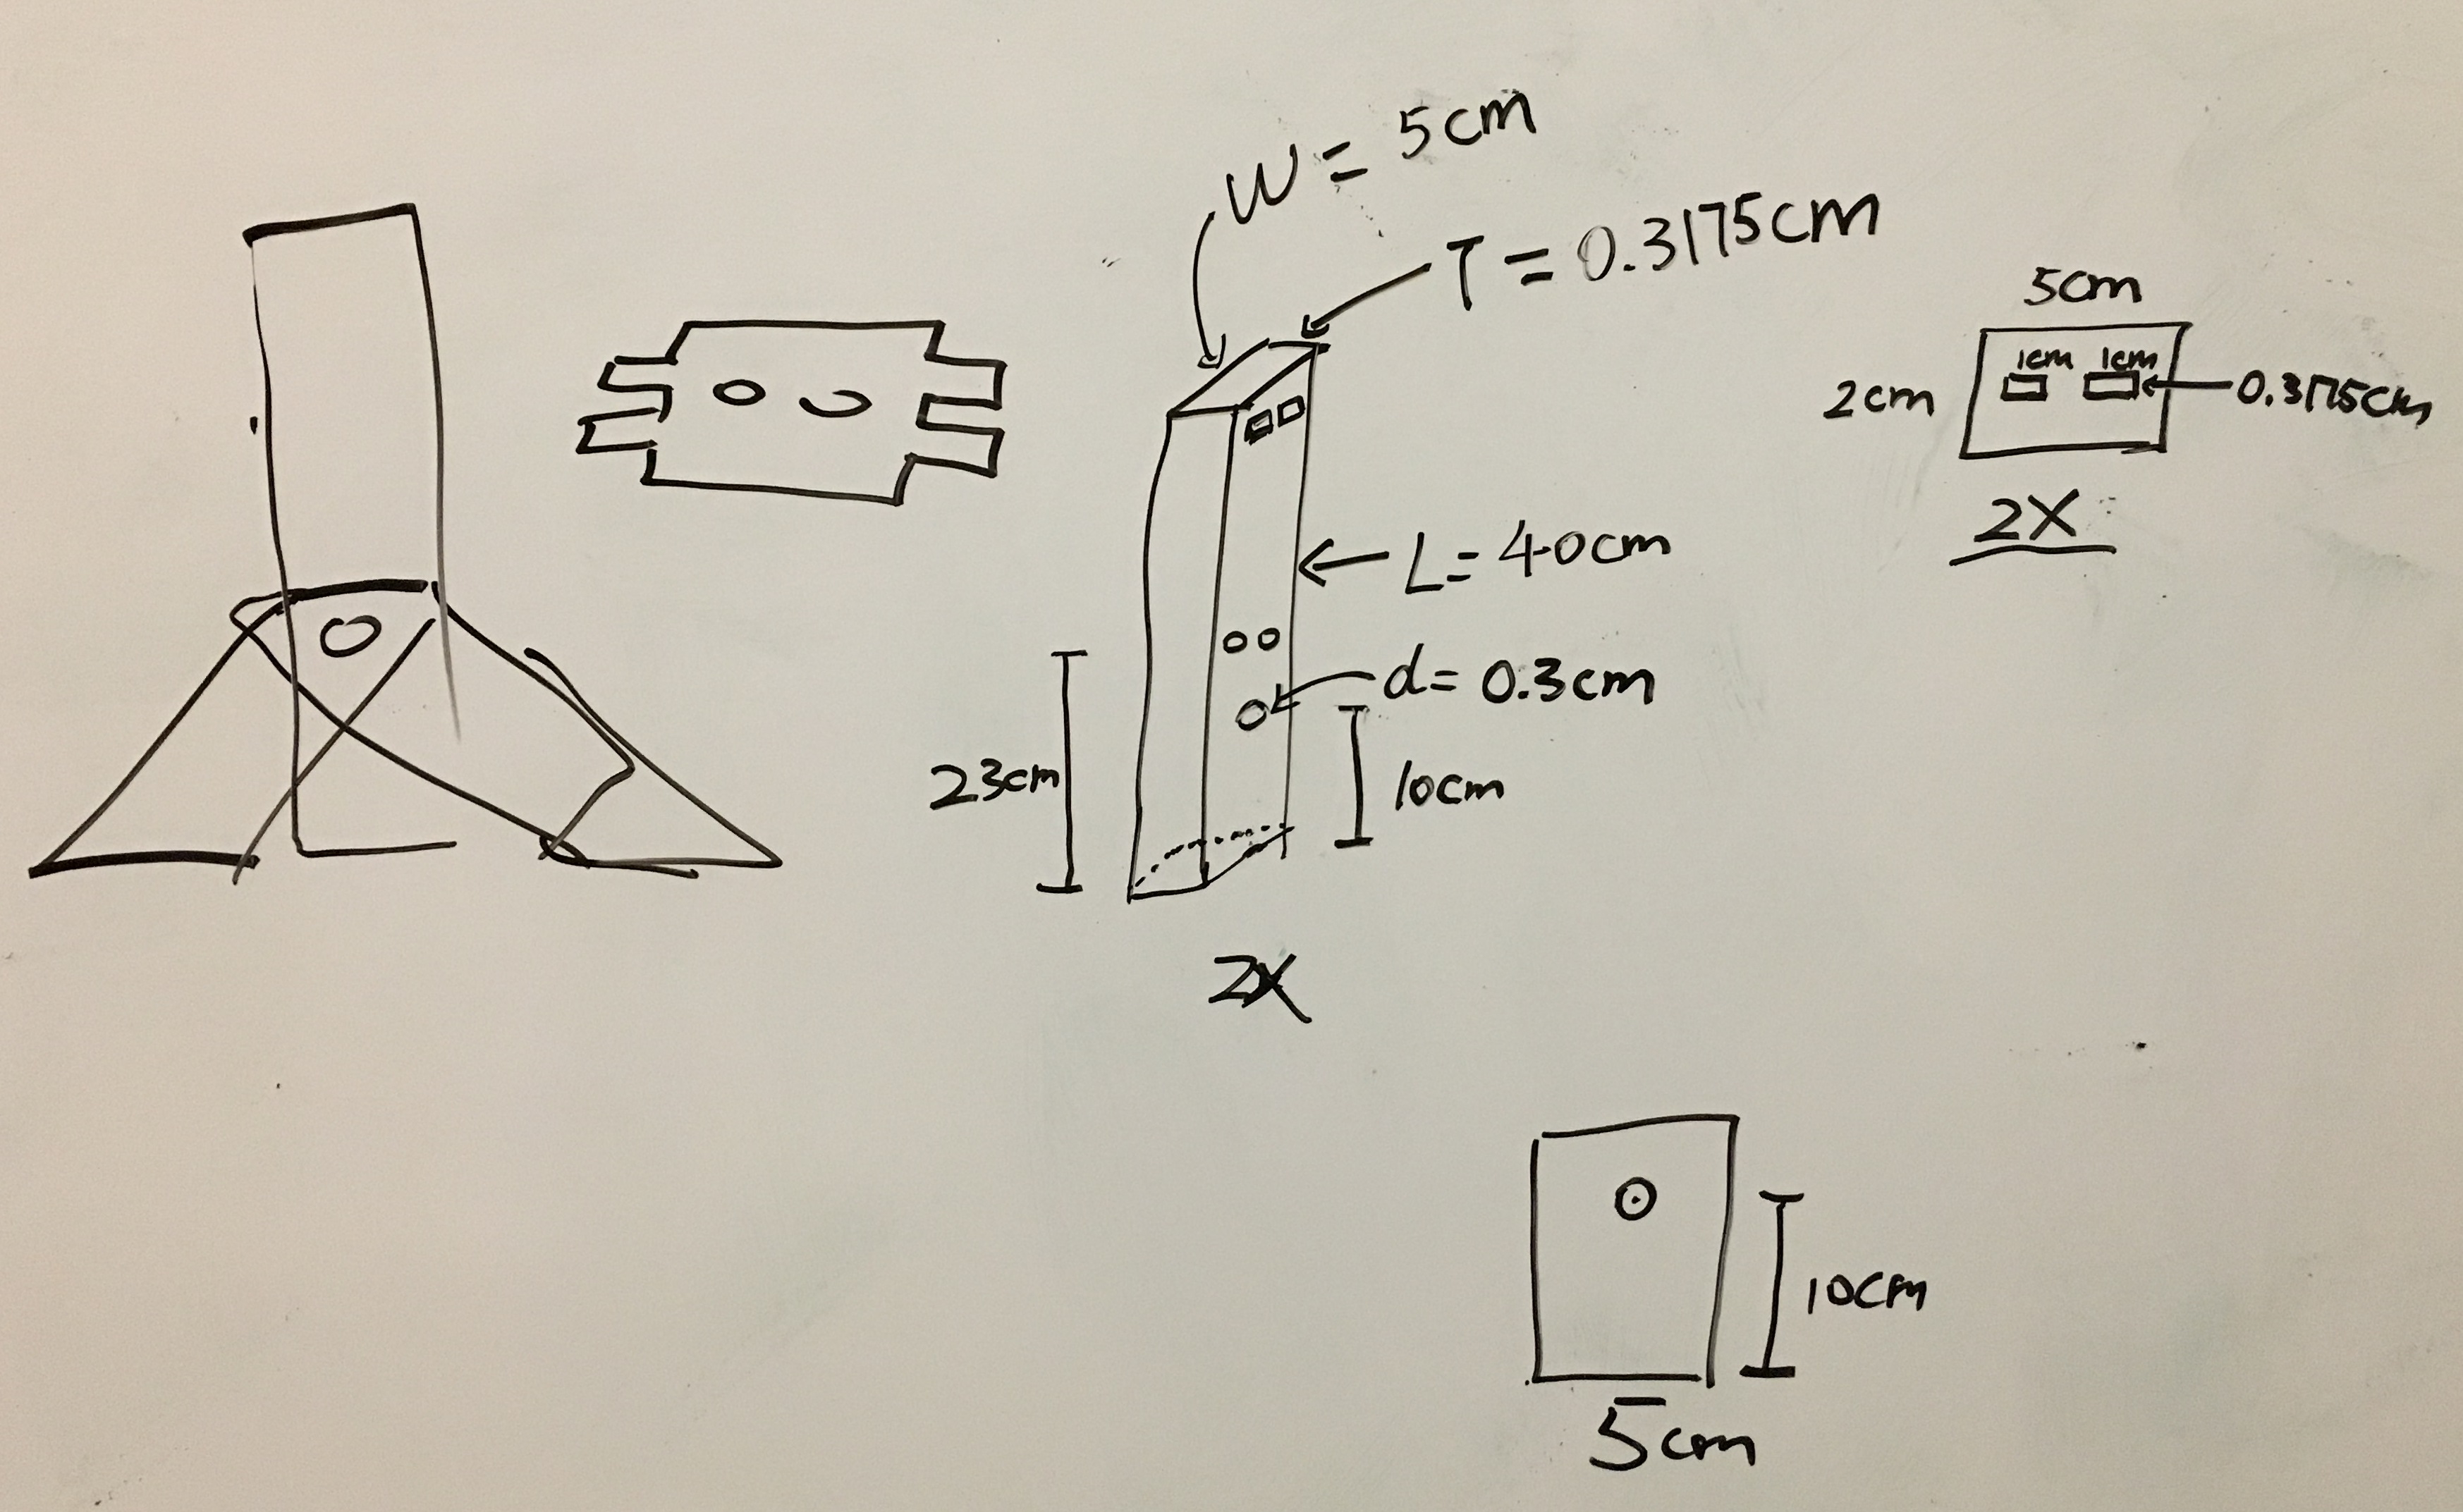 W = 5cm
T = 0.3175cm
5cm
1cm 1cm
2cm
0.3175cm
2X
L = 40cm
d = 0.3cm
23cm
10cm
2X
10cm
5cm